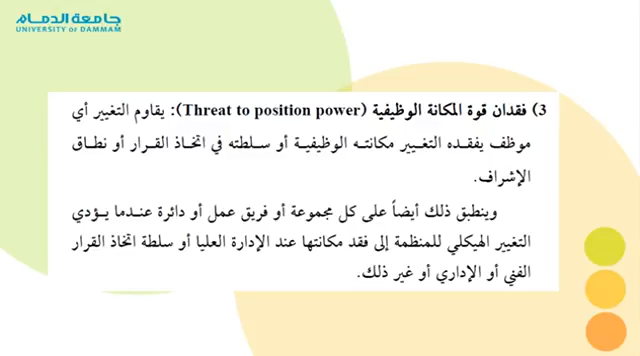 جامعة الدمام
UNIVERSITY OF DAMMAM
3) فقدان قوة المكانة الوظيفية (Threat to position power): يقاوم التغيير أي
موظف يفقده التغيير مكانته الوظيفية أو سلطته في اتخاذ القرار أو نطاق
الإشراف.
وينطبق ذلك أيضاً على كل مجموعة أو فريق عمل أو دائرة عندما يؤدي
التغيير الهيكلي للمنظمة إلى فقد مكانتها عند الإدارة العليا أو سلطة اتخاذ القرار
الفني أو الإداري أو غير ذلك.